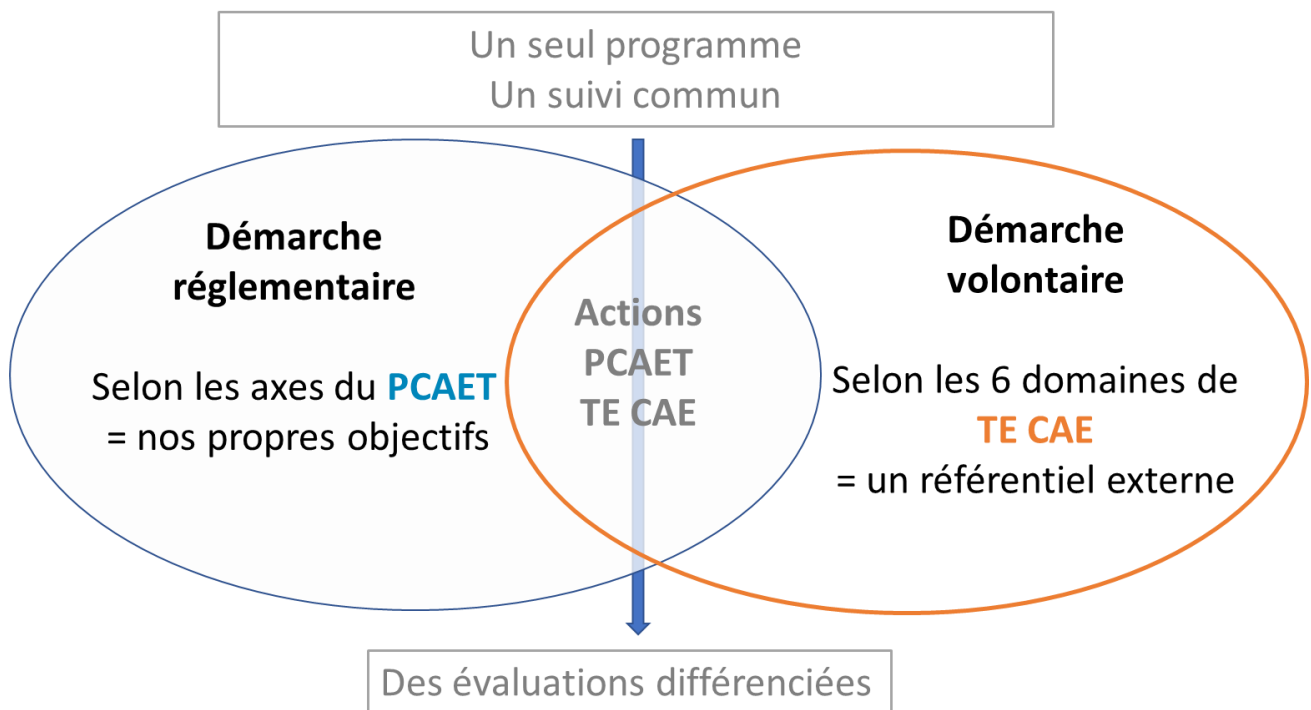 Un seul programme
Un suivi commun
Démarche
réglementaire
Selon les axes du PCAET
= nos propres objectifs
Actions
PCAET
TE CAE
Démarche
volontaire
Selon les 6 domaines de
TE CAE
= un référentiel externe
Des évaluations différenciées